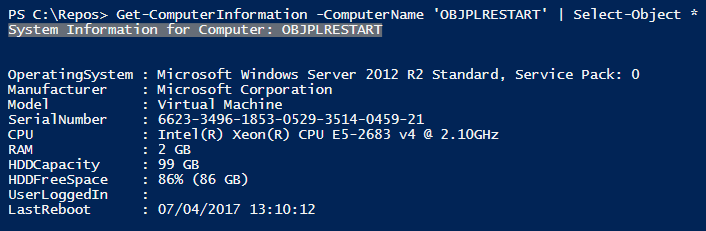 PS C:\Repos> Get-ComputerInformation -ComputerName 'OBJPLRESTART' | Select-Object *
System Information for Computer: OBJPLRESTART
OperatingSystem : Microsoft Windows Server 2012 R2 Standard, Service Pack: 0
Manufacturer    : Microsoft Corporation
Model           : Virtual Machine
SerialNumber    : 6623-3496-1853-0529-3514-0459-21
CPU             : Intel(R) Xeon(R) CPU E5-2683 v4 @ 2.10GHz
RAM             : 2 GB
HDDCapacity     : 99 GB
HDDFreeSpace    : 86% (86 GB)
UserLoggedIn    :
LastReboot      : 07/04/2017 13:10:12